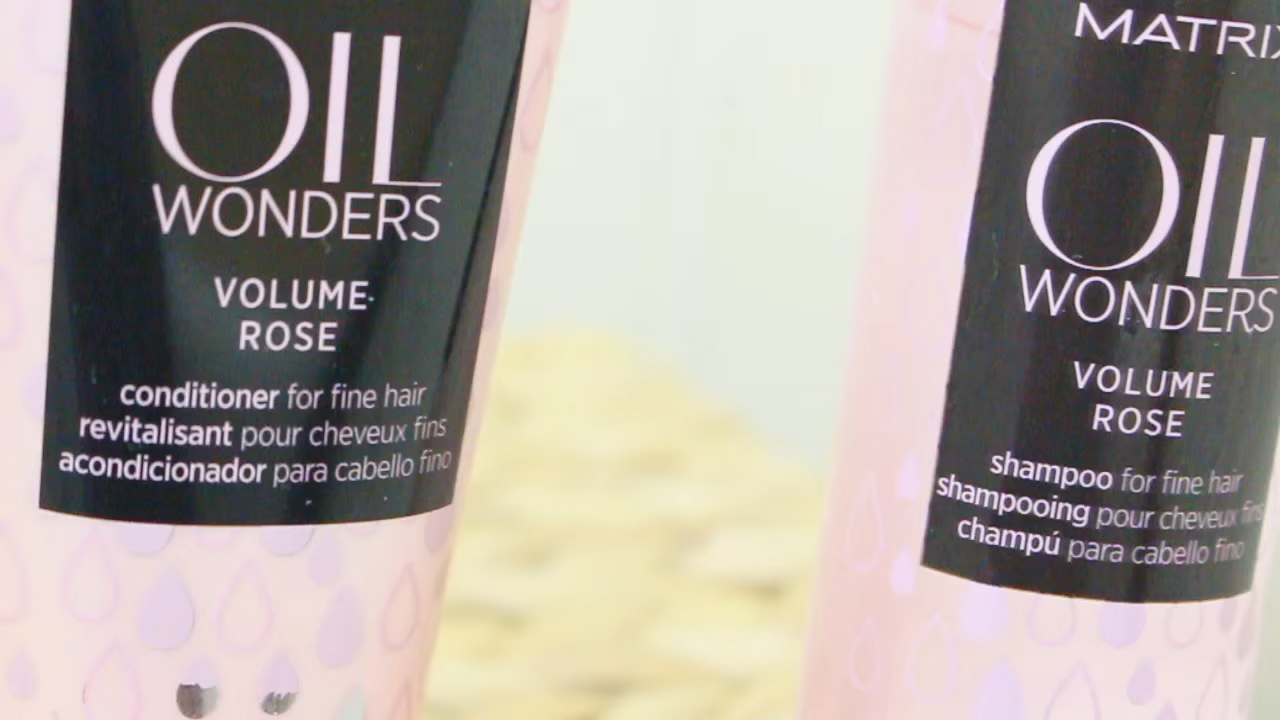 OIL
WONDERS
VOLUME
ROSE
conditioner for fine hair
revitalisant pour cheveux fins
acondicionador para cabello fino
MATRIX
OIL
WONDERS
VOLUME
ROSE
shampoo for fine hair
shampooing pour cheveux fins
champú para cabello fino